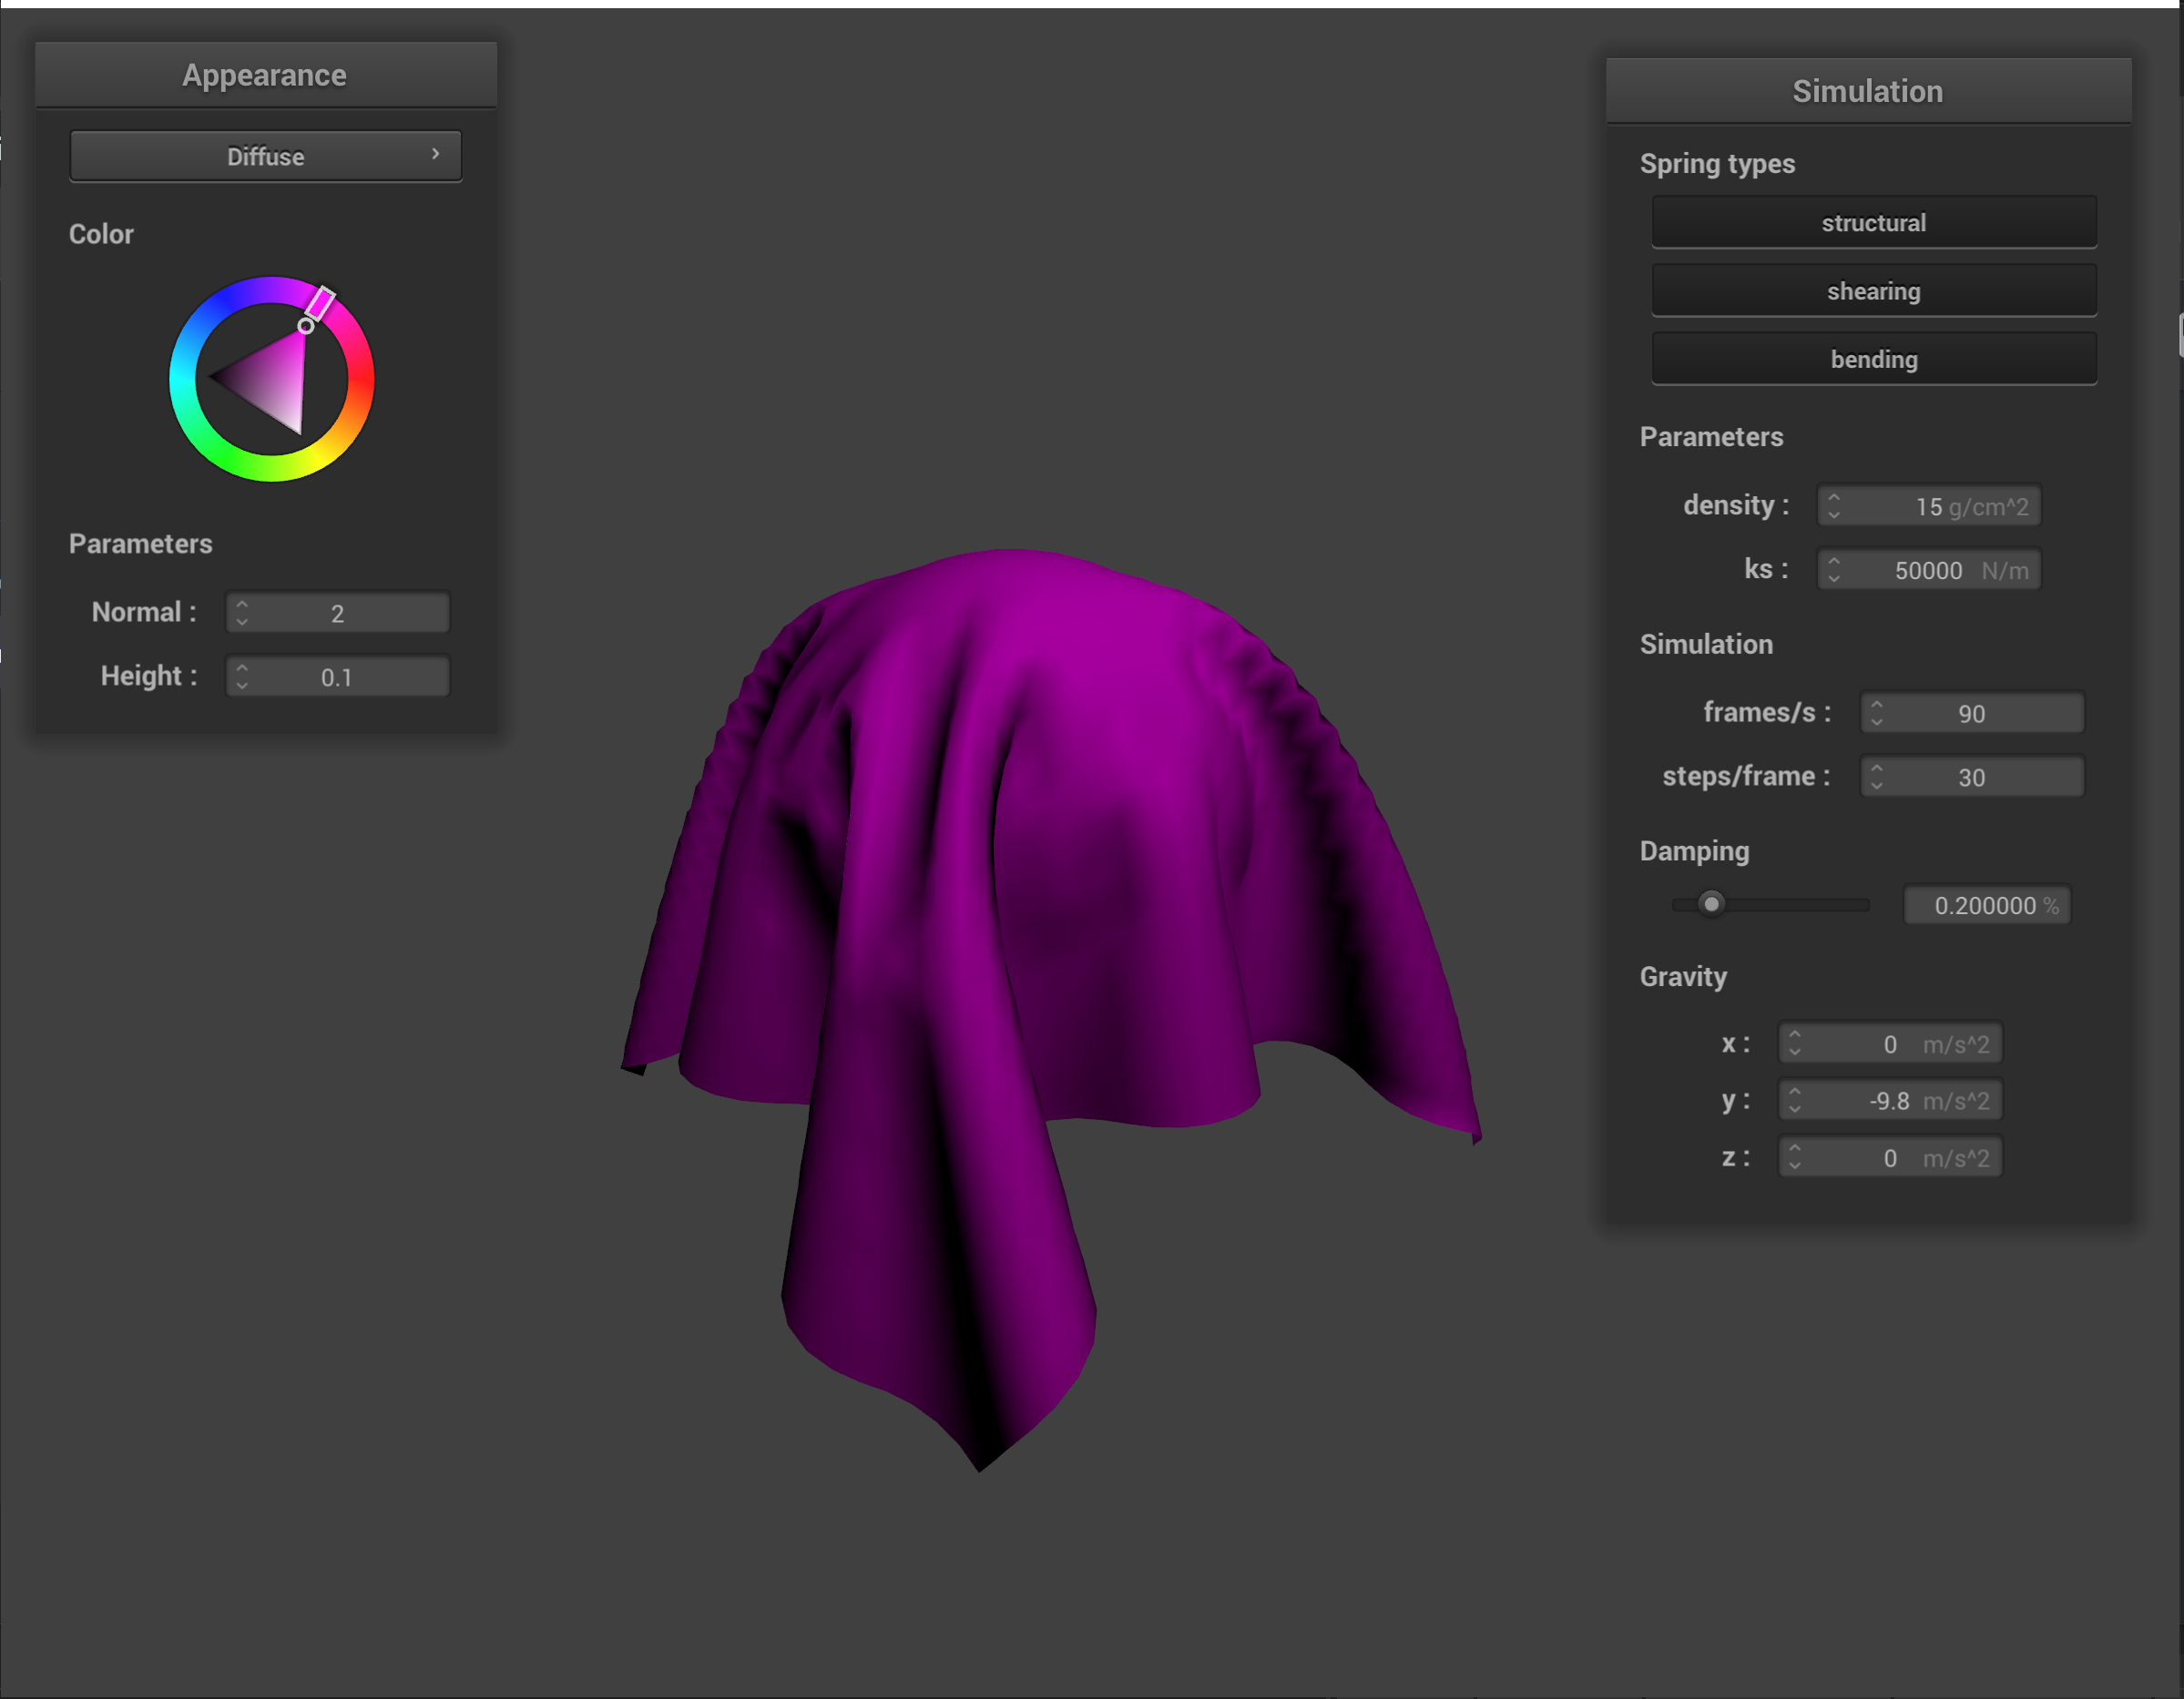 Appearance
Diffuse
Color
Parameters
Normal : 2
Height : 0.1
Simulation
Spring types
structural
shearing
bending
Parameters
density : 15 g/cm^2
ks : 50000 N/m
Simulation
frames/s : 90
steps/frame : 30
Damping
0.200000 %
Gravity
x : 0 m/s^2
y : -9.8 m/s^2
z : 0 m/s^2